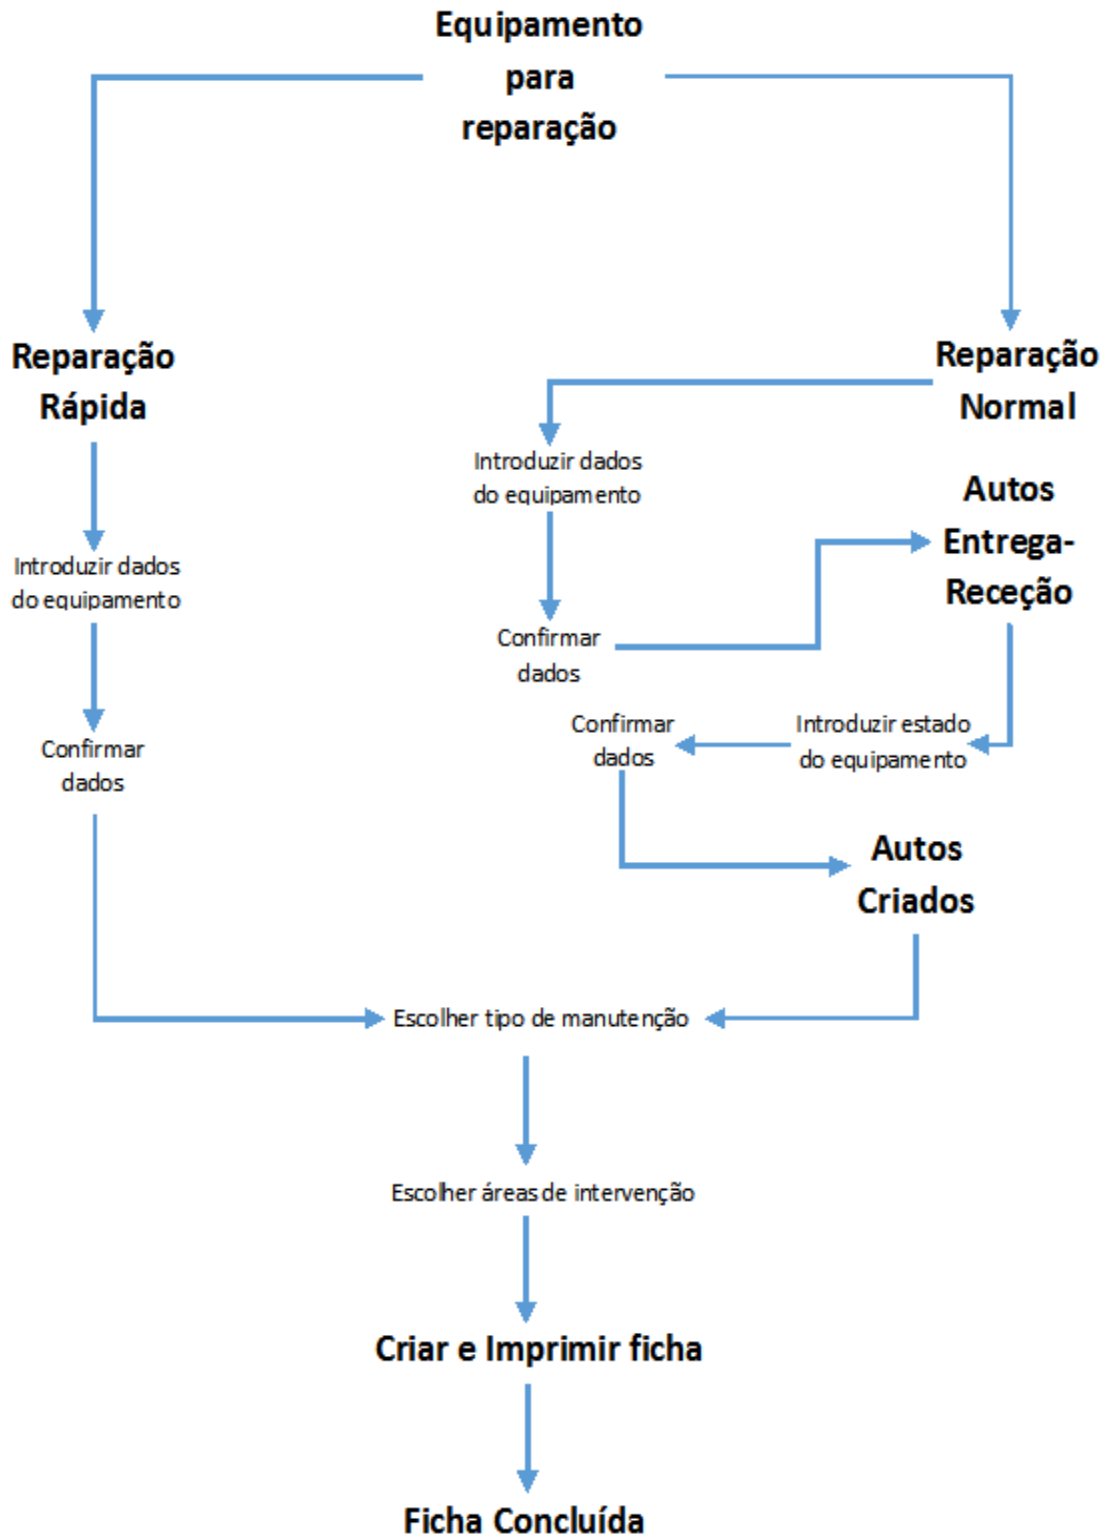 Equipamento
para
reparação
Reparação
Rápida
Introduzir dados
do equipamento
Confirmar
dados
Reparação
Normal
Introduzir dados
do equipamento
Confirmar
dados
Autos
Entrega-
Receção
Introduzir estado
do equipamento
Confirmar
dados
Autos
Criados
Escolher tipo de manutenção
Escolher áreas de intervenção
Criar e Imprimir ficha
Ficha Concluída